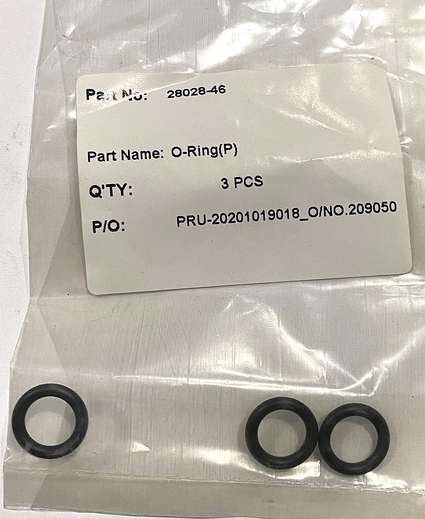 Part No: 28028-46
Part Name: O-Ring(P)
Q'TY: 3 PCS
P/O: PRU-20201019018_O/NO.209050